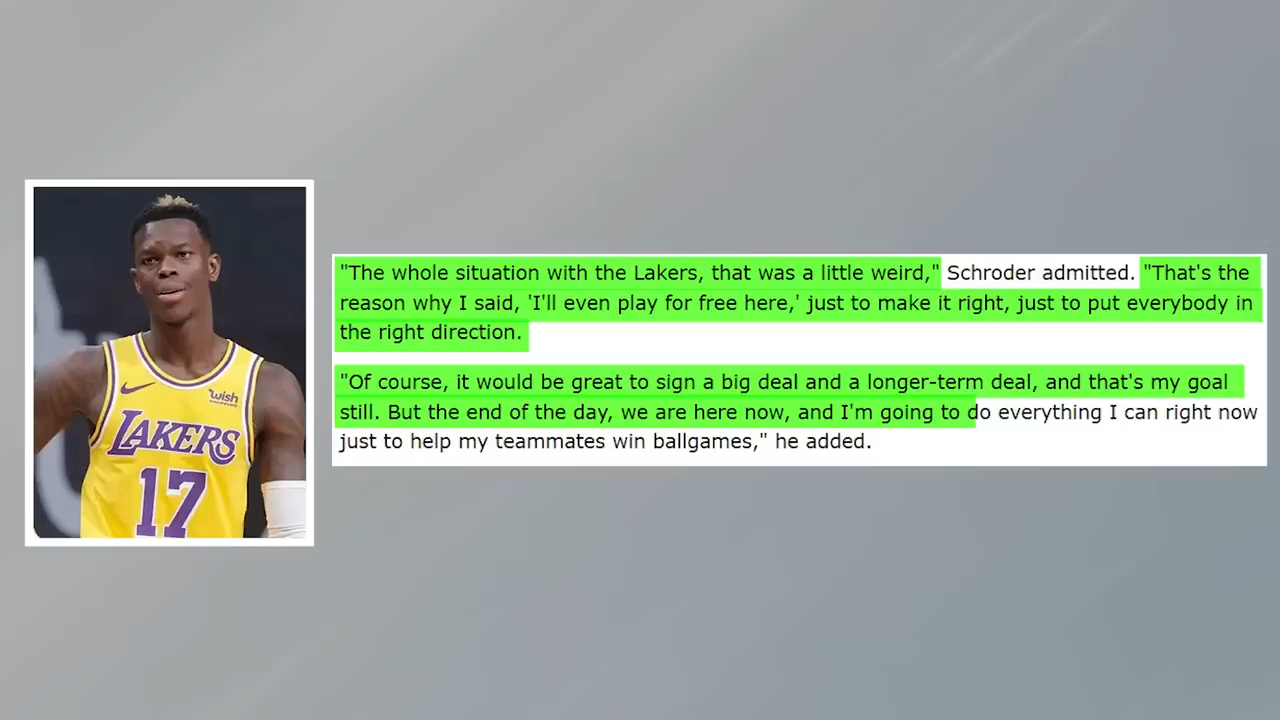 wish
LAKERS
17
"The whole situation with the Lakers, that was a little weird," Schroder admitted. "That's the
reason why I said, 'I'll even play for free here,' just to make it right, just to put everybody in
the right direction.
"Of course, it would be great to sign a big deal and a longer-term deal, and that's my goal
still. But the end of the day, we are here now, and I'm going to do everything I can right now
just to help my teammates win ballgames," he added.